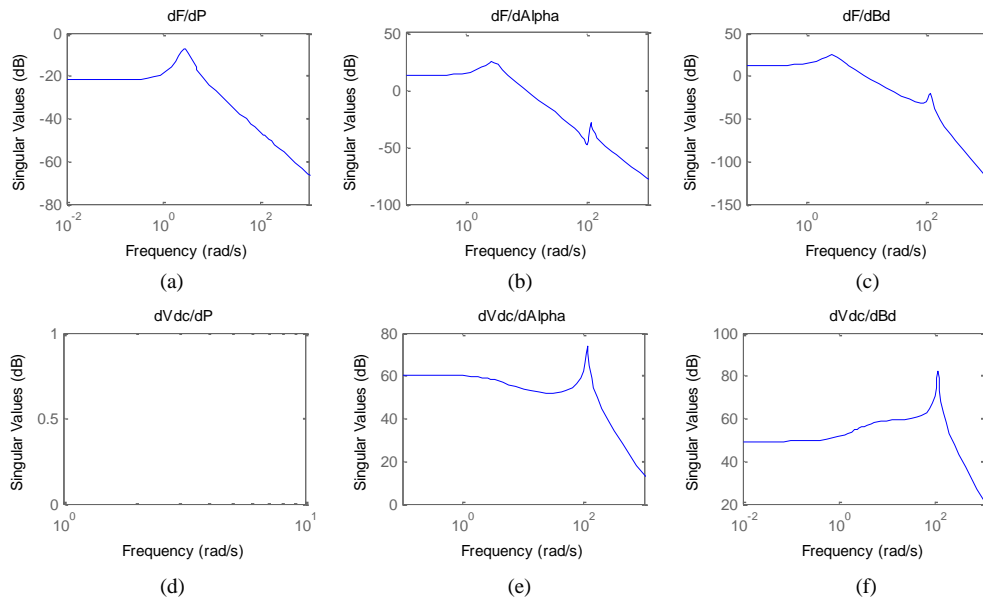 dF/dP
dF/dAlpha
dF/dBd
Singular Values (dB)
0
-20
-40
-60
-80
10^-2
10^0
10^2
Frequency (rad/s)
(a)
Singular Values (dB)
50
0
-50
-100
10^0
10^2
Frequency (rad/s)
(b)
Singular Values (dB)
50
0
-50
-100
-150
10^0
10^2
Frequency (rad/s)
(c)
dVdc/dP
dVdc/dAlpha
dVdc/dBd
Singular Values (dB)
1
0.5
0
10^0
10^1
Frequency (rad/s)
(d)
Singular Values (dB)
80
60
40
20
0
10^0
10^2
Frequency (rad/s)
(e)
Singular Values (dB)
100
80
60
40
20
10^-2
10^0
10^2
Frequency (rad/s)
(f)